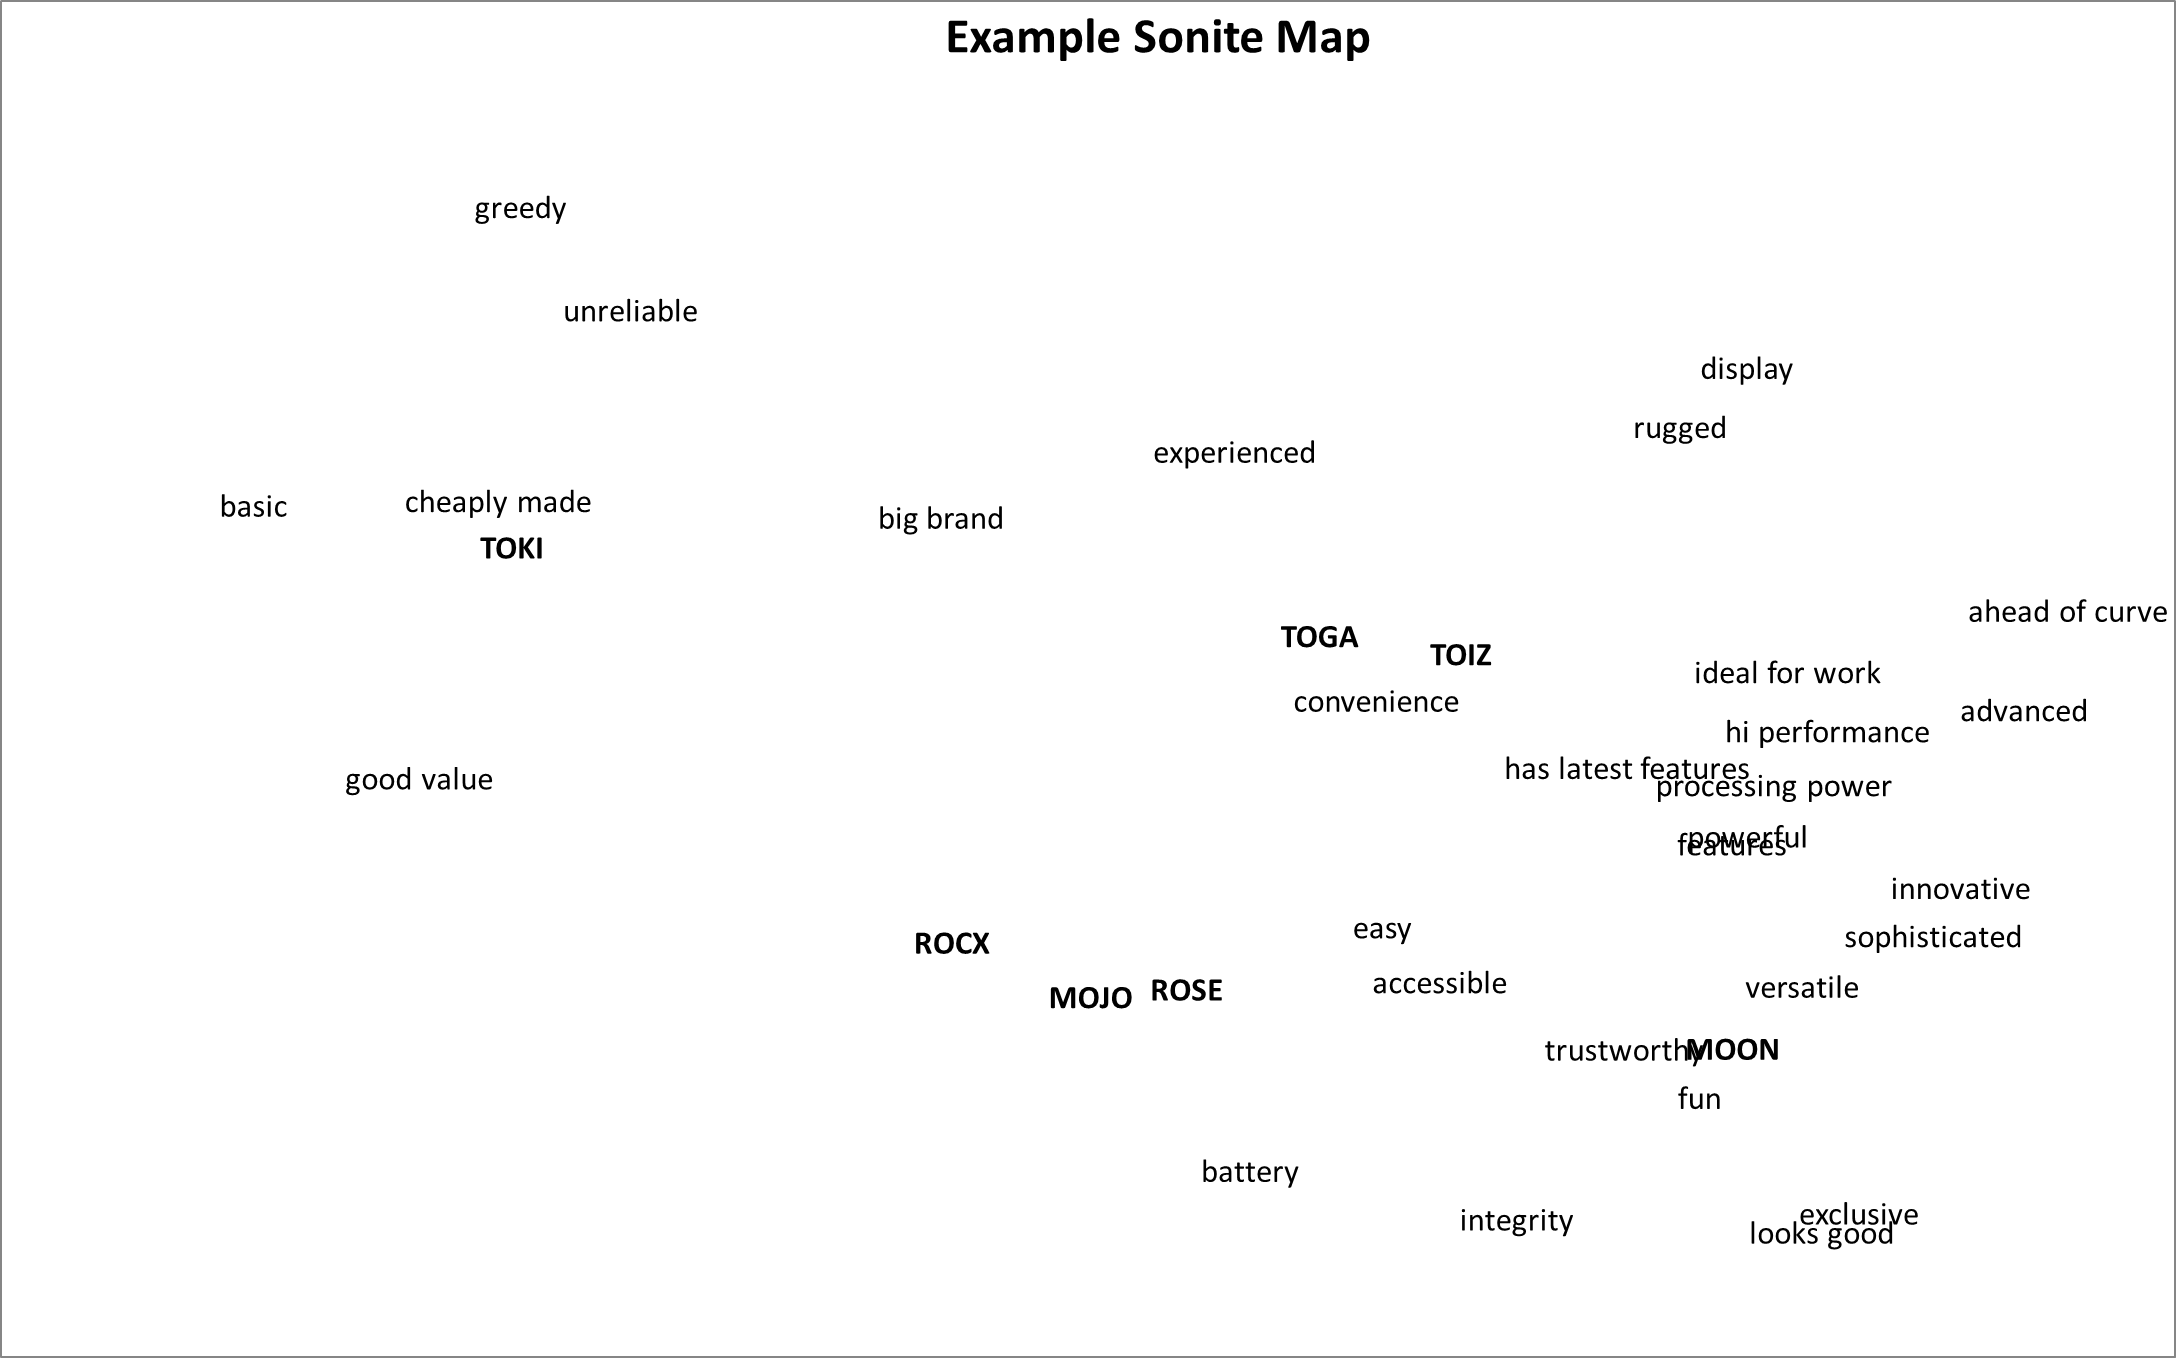 Example Sonite Map
greedy
unreliable
display
rugged
experienced
basic
cheaply made
big brand
TOKI
ahead of curve
TOGA
TOIZ
ideal for work
convenience
advanced
hi performance
has latest features
good value
processing power
powerful
features
innovative
easy
sophisticated
ROCX
accessible
versatile
MOJO
ROSE
trustworthy
MOON
fun
battery
exclusive
integrity
looks good